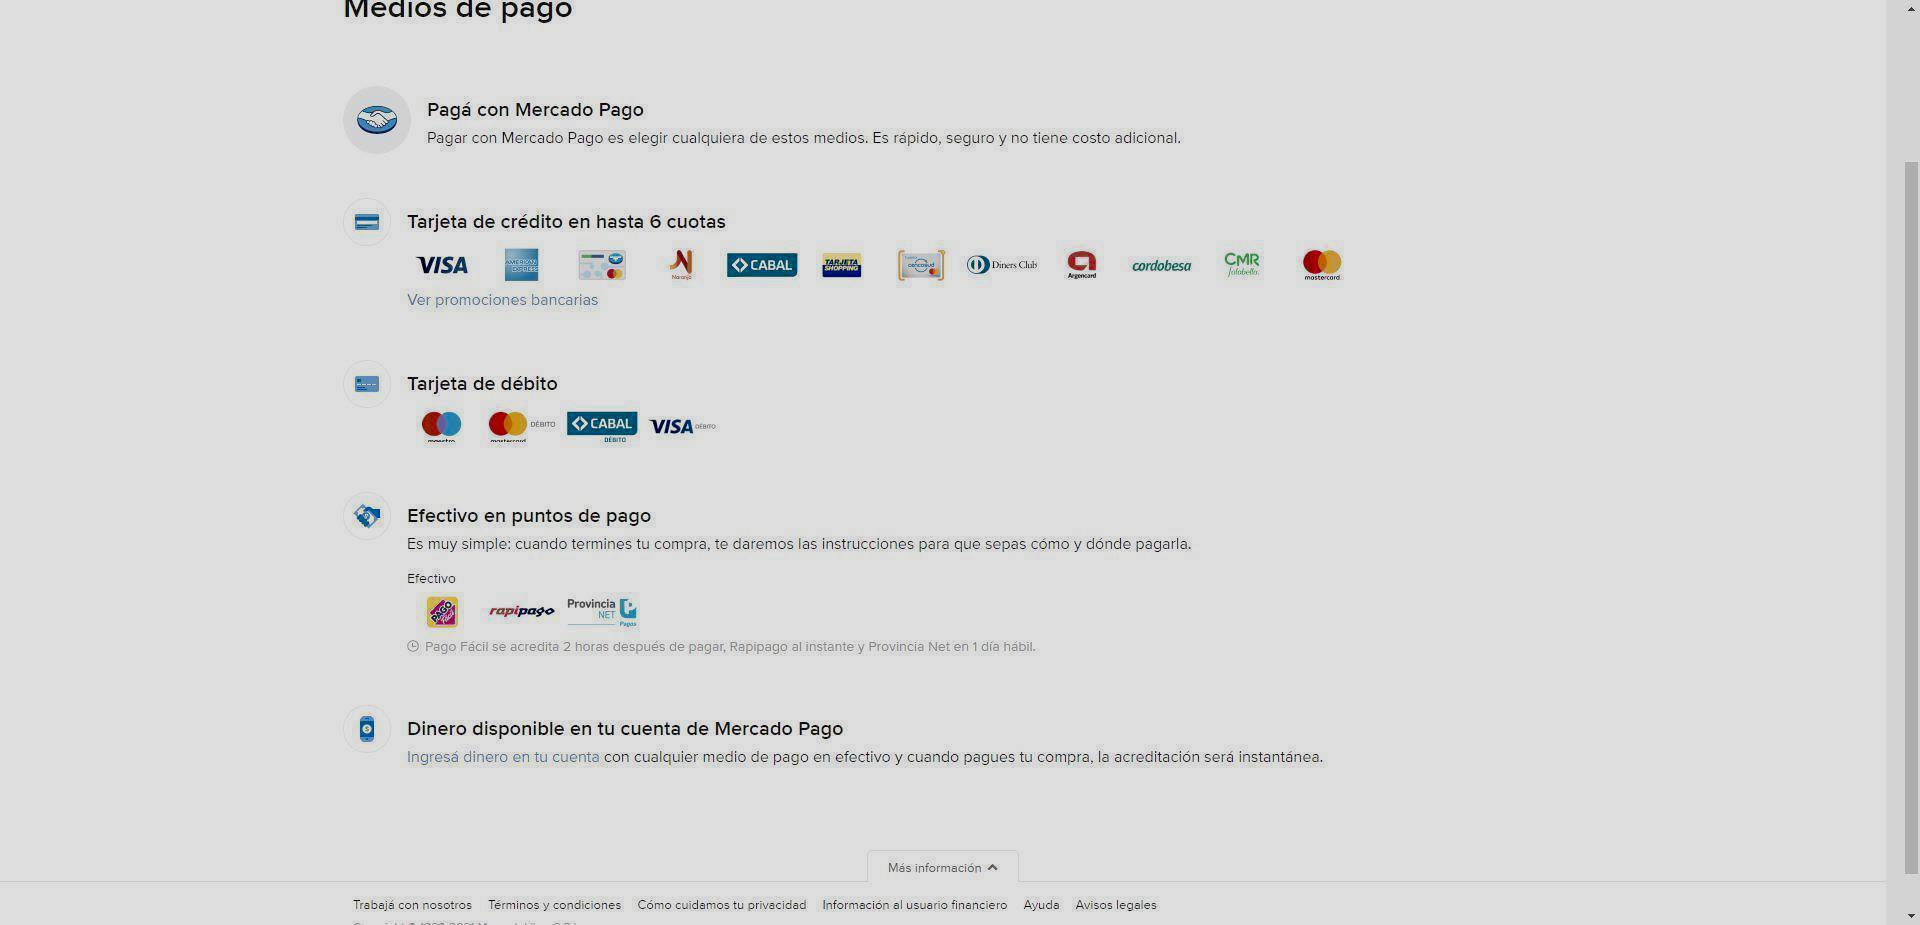 Medios de pago
Pagá con Mercado Pago
Pagar con Mercado Pago es elegir cualquiera de estos medios. Es rápido, seguro y no tiene costo adicional.
Tarjeta de crédito en hasta 6 cuotas
VISA AMERICAN EXPRESS Naranja CABAL TARJETA SHOPPING cencosud Diners Club Argencard cordobesa CMR falabella. mastercard
Ver promociones bancarias
Tarjeta de débito
maestro mastercard DÉBITO CABAL DÉBITO VISA DÉBITO
Efectivo en puntos de pago
Es muy simple: cuando termines tu compra, te daremos las instrucciones para que sepas cómo y dónde pagarla.
Efectivo
PAGO fácil rapipago Provincia NET Pagos
Pago Fácil se acredita 2 horas después de pagar, Rapipago al instante y Provincia Net en 1 día hábil.
Dinero disponible en tu cuenta de Mercado Pago
Ingresá dinero en tu cuenta con cualquier medio de pago en efectivo y cuando pagues tu compra, la acreditación será instantánea.
Más información
Trabajá con nosotros Términos y condiciones Cómo cuidamos tu privacidad Información al usuario financiero Ayuda Avisos legales